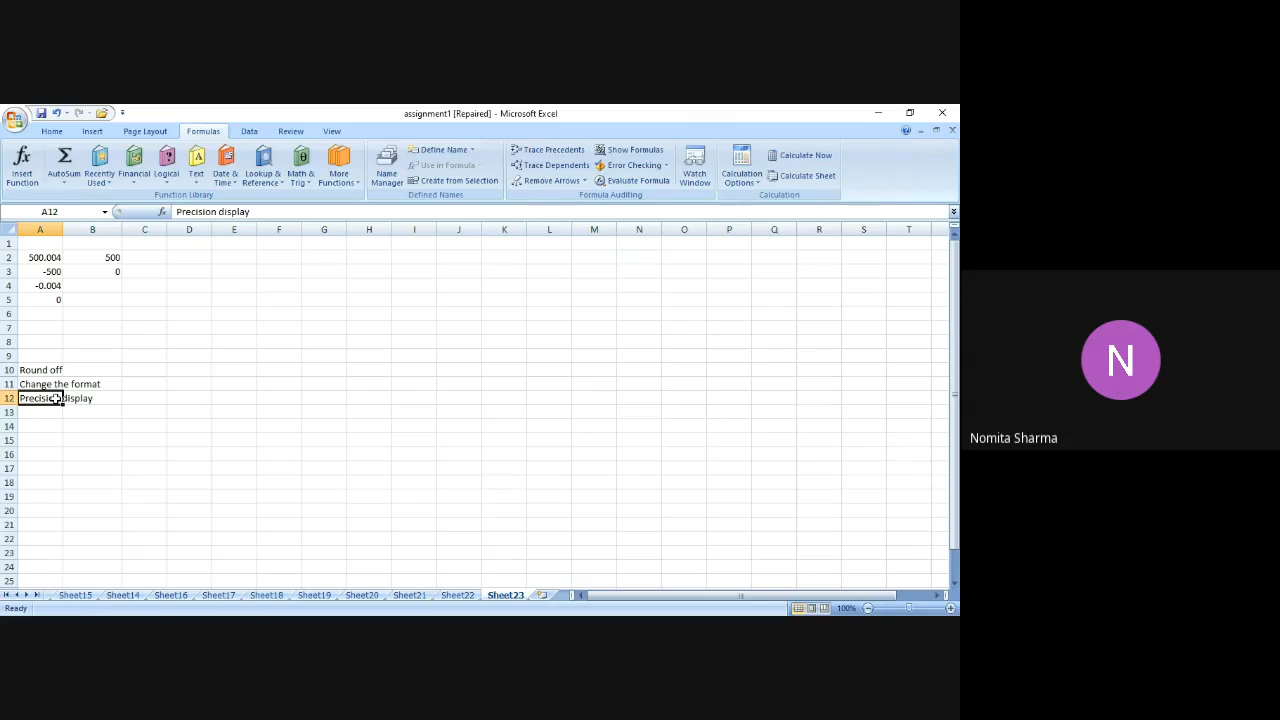 assignment1 [Repaired] - Microsoft Excel
Home Insert Page Layout Formulas Data Review View
fx Insert Function
Σ AutoSum
Recently Used
Financial
Logical
Text
Date & Time
Lookup & Reference
Math & Trig
More Functions
Function Library
Name Manager
Define Name
Use in Formula
Create from Selection
Defined Names
Trace Precedents
Trace Dependents
Remove Arrows
Show Formulas
Error Checking
Evaluate Formula
Formula Auditing
Watch Window
Calculation Options
Calculate Now
Calculate Sheet
Calculation
A12 fx Precision display
A B C D E F G H I J K L M N O P Q R S T
1
2 500.004 500
3 -500 0
4 -0.004
5 0
6
7
8
9
10 Round off
11 Change the format
12 Precision display
13
14
15
16
17
18
19
20
21
22
23
24
25
Sheet15 Sheet14 Sheet16 Sheet17 Sheet18 Sheet19 Sheet20 Sheet21 Sheet22 Sheet23
Ready 100%
N
Nomita Sharma